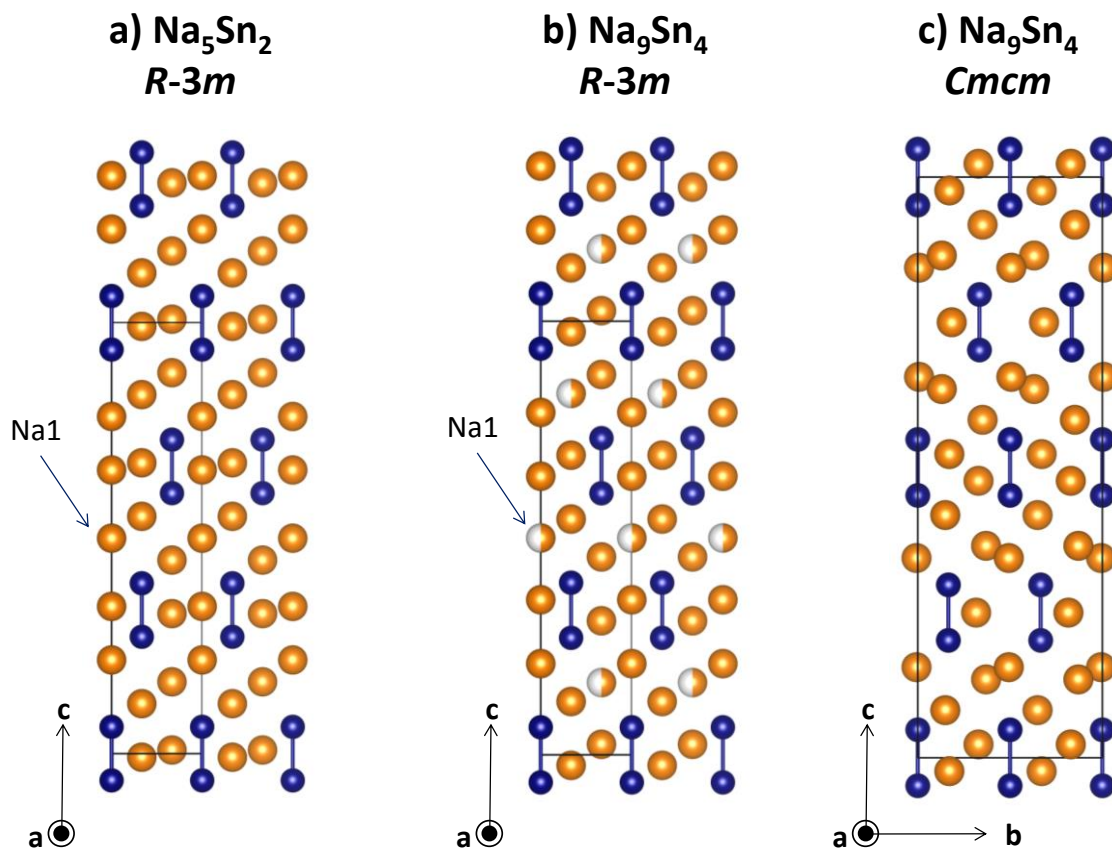 a) Na₅Sn₂
R-3m
b) Na₉Sn₄
R-3m
c) Na₉Sn₄
Cmcm
Na1
Na1
c
a
c
a
c
a
b